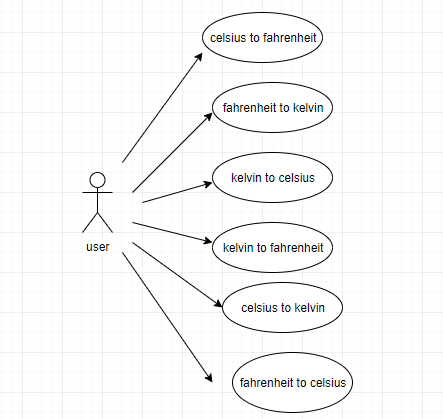 celsius to fahrenheit
fahrenheit to kelvin
kelvin to celsius
user
kelvin to fahrenheit
celsius to kelvin
fahrenheit to celsius